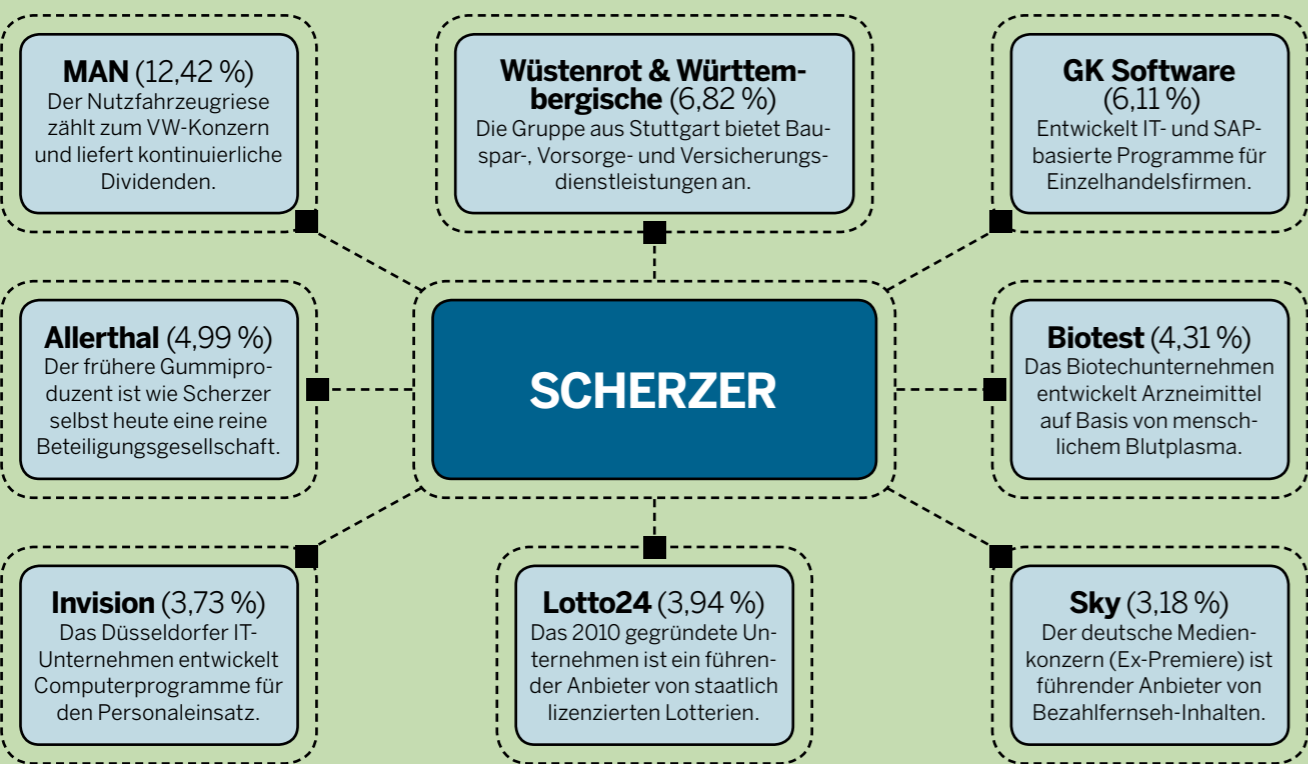 MAN (12,42 %)
Der Nutzfahrzeugriese
zählt zum VW-Konzern
und liefert kontinuierliche
Dividenden.
Wüstenrot & Württem-
bergische (6,82 %)
Die Gruppe aus Stuttgart bietet Bau-
spar-, Vorsorge- und Versicherungs-
dienstleistungen an.
GK Software
(6,11 %)
Entwickelt IT- und SAP-
basierte Programme für
Einzelhandelsfirmen.
Allerthal (4,99 %)
Der frühere Gummipro-
duzent ist wie Scherzer
selbst heute eine reine
Beteiligungsgesellschaft.
SCHERZER
Biotest (4,31 %)
Das Biotechunternehmen
entwickelt Arzneimittel
auf Basis von mensch-
lichem Blutplasma.
Invision (3,73 %)
Das Düsseldorfer IT-
Unternehmen entwickelt
Computerprogramme für
den Personaleinsatz.
Lotto24 (3,94 %)
Das 2010 gegründete Un-
ternehmen ist ein führen-
der Anbieter von staatlich
lizenzierten Lotterien.
Sky (3,18 %)
Der deutsche Medien-
konzern (Ex-Premiere) ist
führender Anbieter von
Bezahlfernseh-Inhalten.